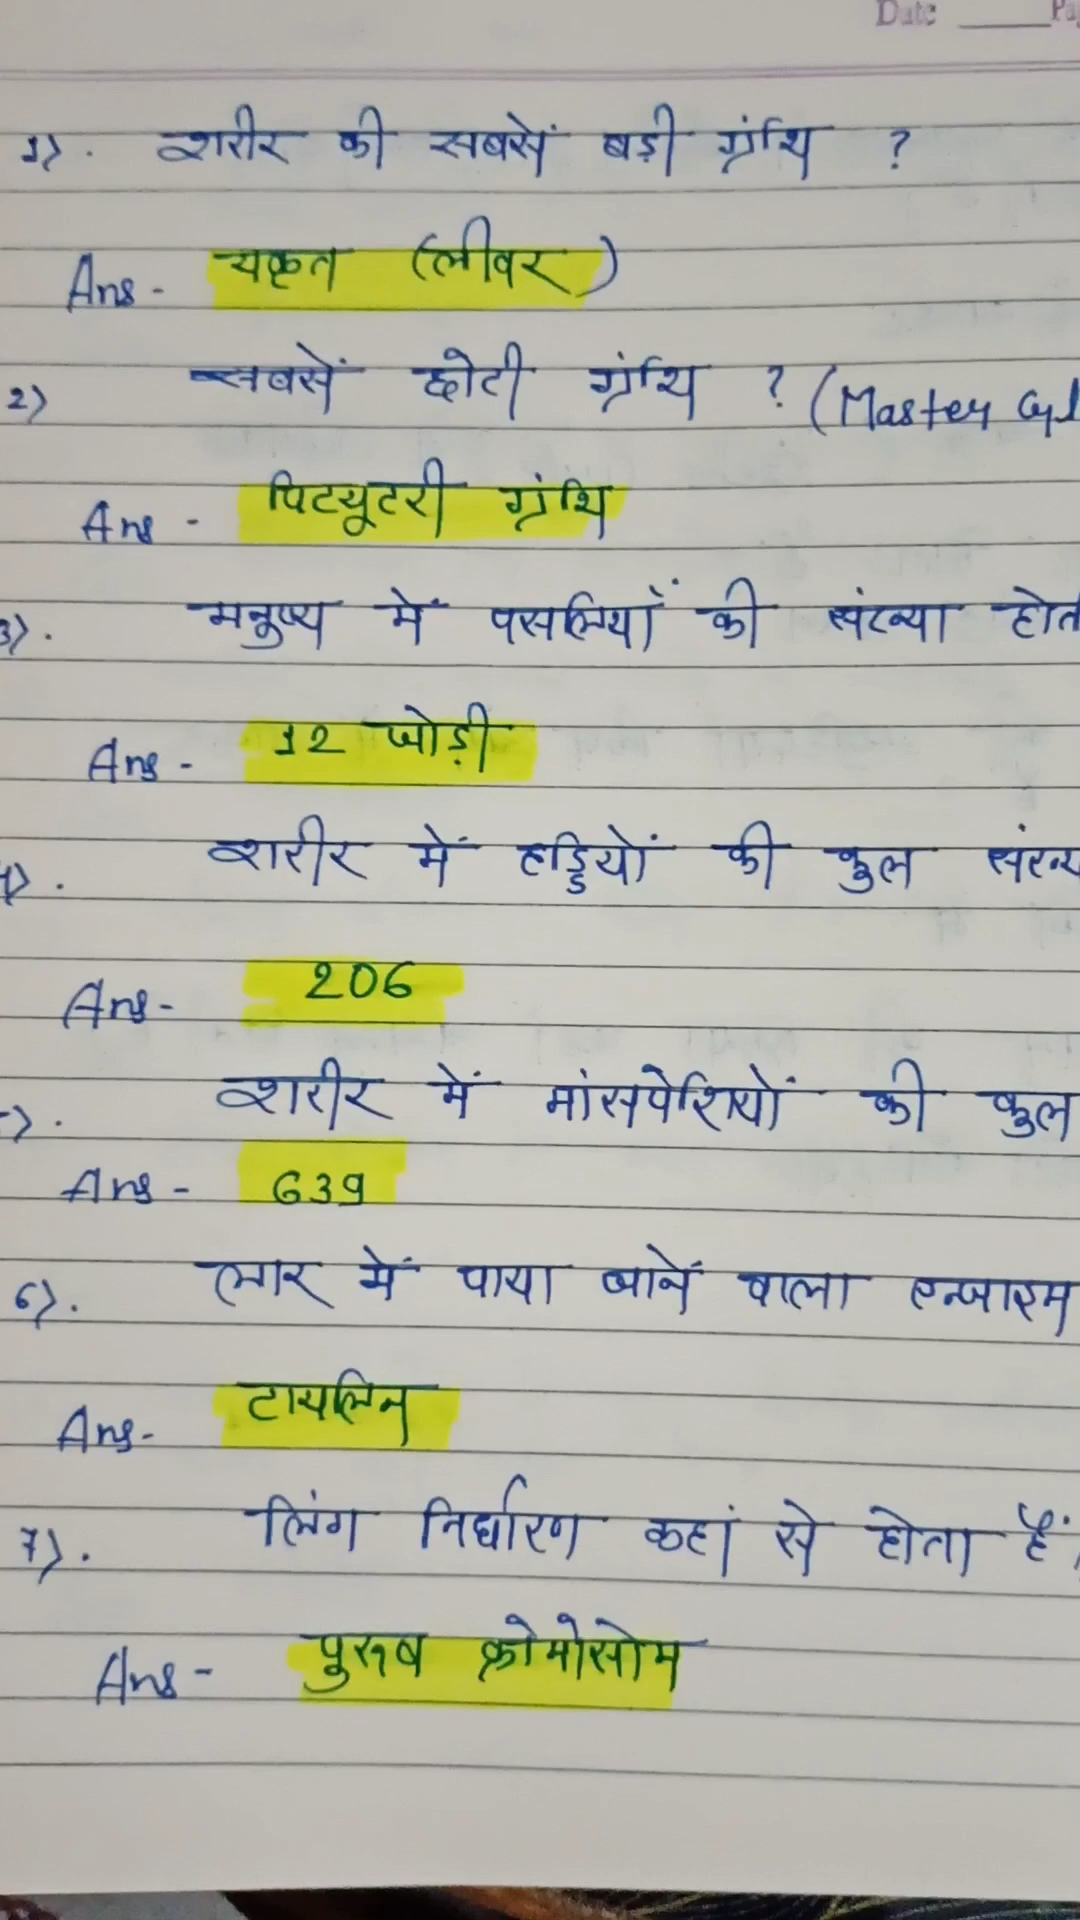 Date
1). शरीर की सबसें बड़ी ग्रंथि ?
Ans- यकृत (लीवर)
2) सबसें छोटी ग्रंथि ? (Master
Ans - पिट्यूटरी ग्रंथि
3). मनुष्य में पसलियाँ की संख्या
Ans - 12 जोड़ी
4). शरीर में हड्डियों की कुल
Ans- 206
). शरीर में मांसपेशियों की कुल
Ans - 639
6). लार में पाया जानें वाला एन्जाइम
Ans- टायलिन
7). लिंग निर्धारण कहां से होता हैं
Ans- पुरुष क्रोमोसोम